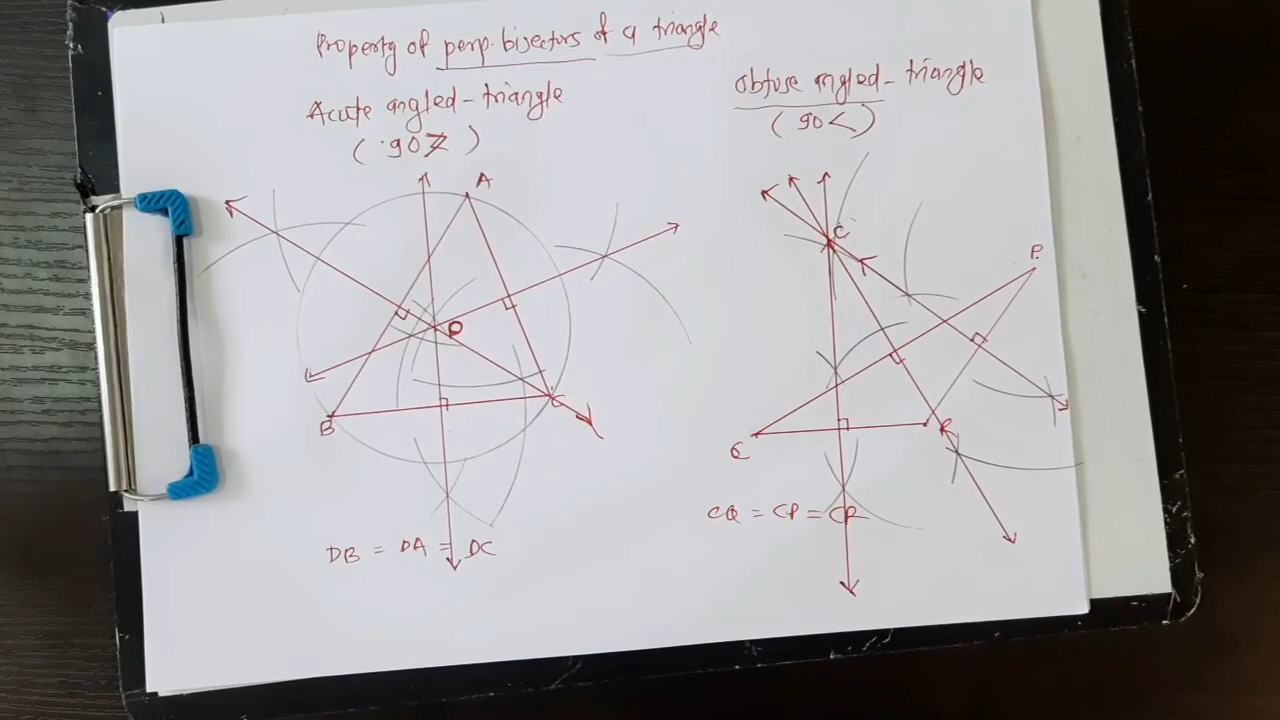 Property of perp. bisectors of a triangle
Acute angled-triangle
obtuse angled-triangle
(90<)
A
B
C
D
DB = DA = DC
C
P
Q
R
CQ = CP = CR